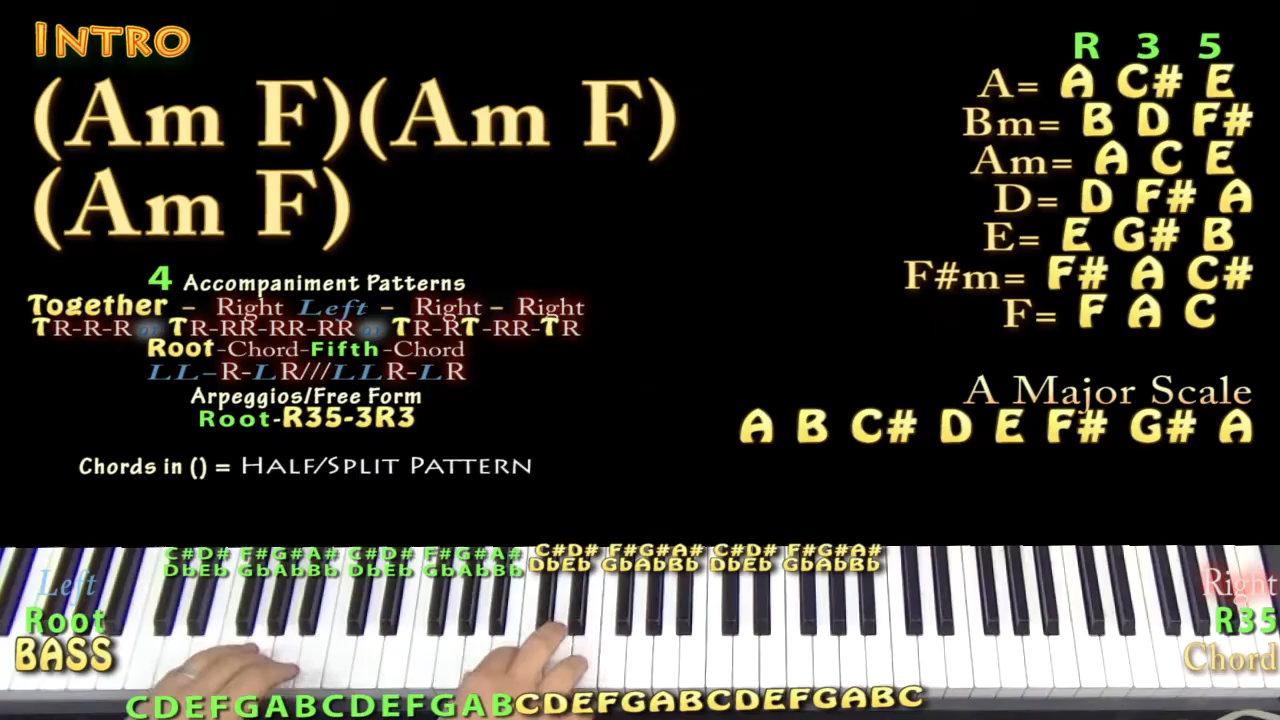 INTRO
(Am F)(Am F)
(Am F)
4 Accompaniment Patterns
Together – Right Left – Right – Right
TR-R-R or TR-RR-RR-RR or TR-RT-RR-TR
Root-Chord-Fifth-Chord
LL–R-LR///LLR-LR
Arpeggios/Free Form
Root-R35-3R3
Chords in () = HALF/SPLIT PATTERN
R 3 5
A= A C# E
Bm= B D F#
Am= A C E
D= D F# A
E= E G# B
F#m= F# A C#
F= F A C
A Major Scale
A B C# D E F# G# A
C#D# F#G#A# C#D# F#G#A# C#D# F#G#A# C#D# F#G#A#
DbEb GbAbBb DbEb GbAbBb DbEb GbAbBb DbEb GbAbBb
Left
Root
BASS
Right
R35
Chord
CDEFGABCDEFGABCDEFGABCDEFGABC